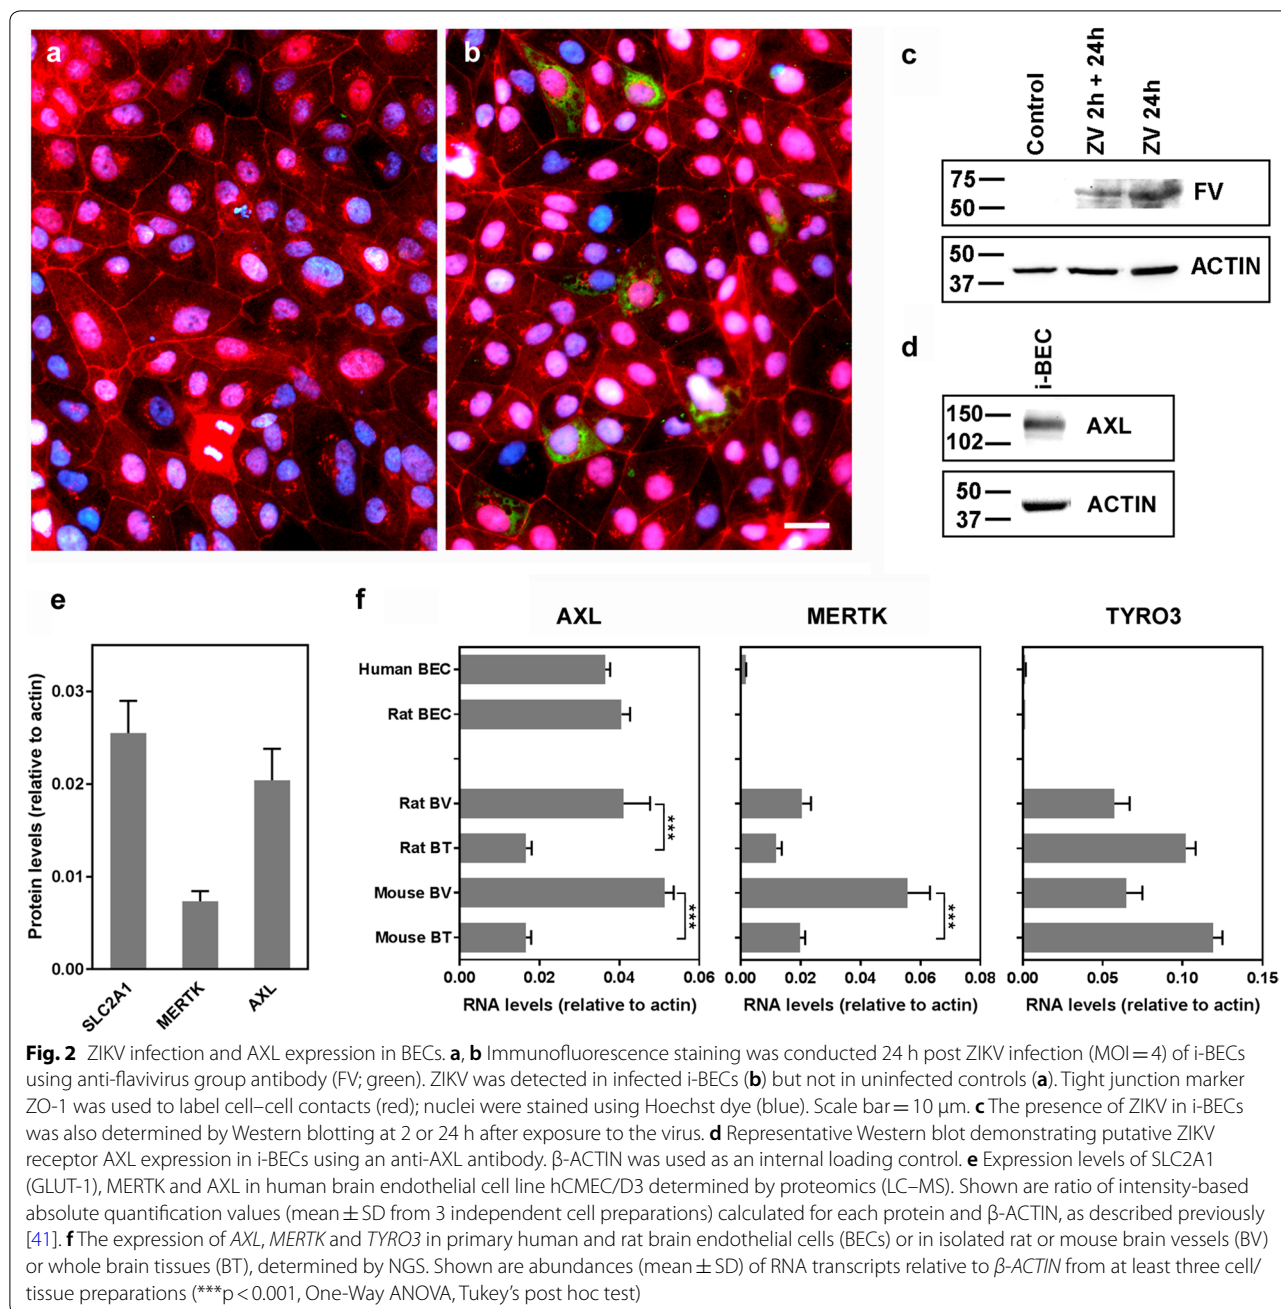 a
b
c
Control
ZV 2h + 24h
ZV 24h
75
50
FV
50
37
ACTIN
d
i-BEC
150
102
AXL
50
37
ACTIN
e
Protein levels (relative to actin)
0.03
0.02
0.01
0.00
SLC2A1
MERTK
AXL
f
AXL
MERTK
TYRO3
Human BEC
Rat BEC
Rat BV
Rat BT
Mouse BV
Mouse BT
***
***
***
0.00 0.02 0.04 0.06
0.00 0.02 0.04 0.06 0.08
0.00 0.05 0.10 0.15
RNA levels (relative to actin)
RNA levels (relative to actin)
RNA levels (relative to actin)
Fig. 2 ZIKV infection and AXL expression in BECs. a, b Immunofluorescence staining was conducted 24 h post ZIKV infection (MOI = 4) of i-BECs
using anti-flavivirus group antibody (FV; green). ZIKV was detected in infected i-BECs (b) but not in uninfected controls (a). Tight junction marker
ZO-1 was used to label cell–cell contacts (red); nuclei were stained using Hoechst dye (blue). Scale bar = 10 µm. c The presence of ZIKV in i-BECs
was also determined by Western blotting at 2 or 24 h after exposure to the virus. d Representative Western blot demonstrating putative ZIKV
receptor AXL expression in i-BECs using an anti-AXL antibody. β-ACTIN was used as an internal loading control. e Expression levels of SLC2A1
(GLUT-1), MERTK and AXL in human brain endothelial cell line hCMEC/D3 determined by proteomics (LC–MS). Shown are ratio of intensity-based
absolute quantification values (mean ± SD from 3 independent cell preparations) calculated for each protein and β-ACTIN, as described previously
[41]. f The expression of AXL, MERTK and TYRO3 in primary human and rat brain endothelial cells (BECs) or in isolated rat or mouse brain vessels (BV)
or whole brain tissues (BT), determined by NGS. Shown are abundances (mean ± SD) of RNA transcripts relative to β-ACTIN from at least three cell/
tissue preparations (***p < 0.001, One-Way ANOVA, Tukey's post hoc test)